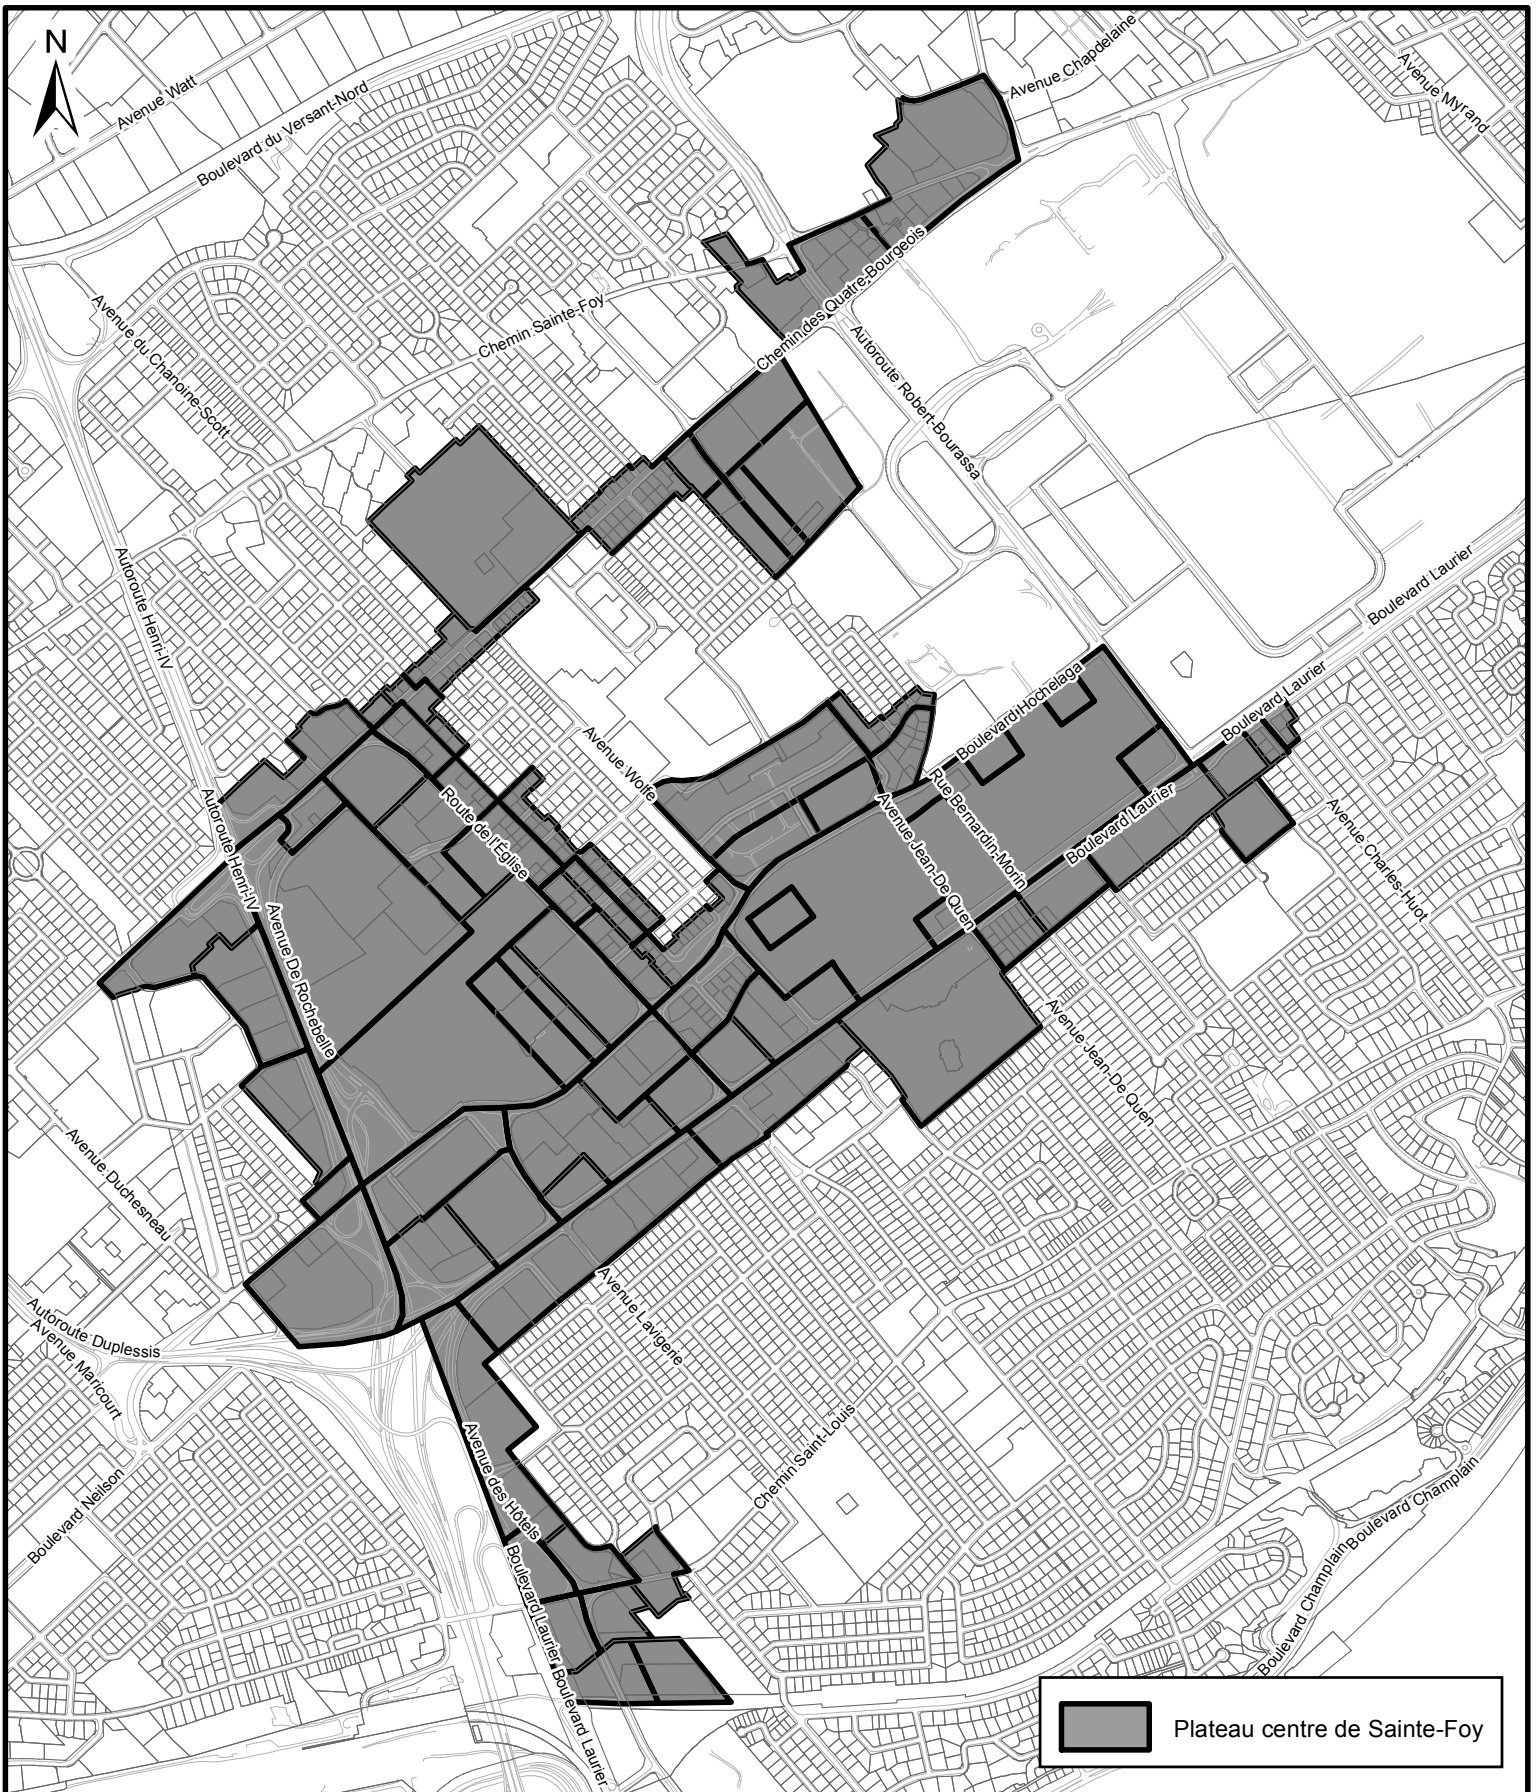 N
Avenue Watt
Boulevard du Versant-Nord
Avenue Chapdelaine
Avenue Myrand
Avenue du Chanoine-Scott
Chemin Sainte-Foy
Chemin des Quatre-Bourgeois
Autoroute Robert-Bourassa
Autoroute Henri-IV
Boulevard Laurier
Boulevard Hochelaga
Boulevard Laurier
Avenue Wolfe
Route de l'Église
Autoroute Henri-IV
Rue Bernardin-Morin
Avenue Jean-De Quen
Boulevard Laurier
Avenue Charles-Huot
Avenue De Rochebelle
Avenue Jean-De Quen
Avenue Duchesneau
Autoroute Duplessis
Avenue Maricourt
Avenue Lavigerie
Chemin Saint-Louis
Avenue des Hôtels
Boulevard Neilson
Boulevard Champlain
Boulevard Champlain
Boulevard Champlain
Boulevard Laurier
Boulevard Laurier
Boulevard Laurier
Plateau centre de Sainte-Foy